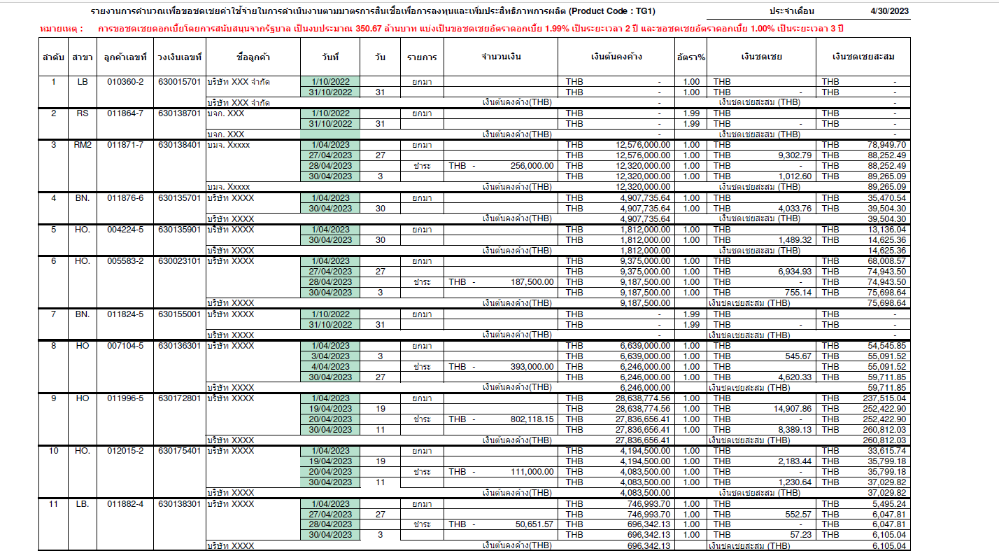 รายงานการคำนวณเพื่อขอชดเชยค่าใช้จ่ายในการดำเนินงานตามมาตรการสินเชื่อเพื่อการลงทุนและเพิ่มประสิทธิภาพการผลิต (Product Code : TG1) ประจำเดือน 4/30/2023
หมายเหตุ : การขอชดเชยดอกเบี้ยโดยการสนับสนุนจากรัฐบาล เป็นงบประมาณ 350.67 ล้านบาท แบ่งเป็นขอชดเชยอัตราดอกเบี้ย 1.99% เป็นระยะเวลา 2 ปี และขอชดเชยอัตราดอกเบี้ย 1.00% เป็นระยะเวลา 3 ปี
ลำดับ สาขา ลูกค้าเลขที่ วงเงินเลขที่ ชื่อลูกค้า วันที่ วัน รายการ จำนวนเงิน เงินต้นคงค้าง อัตรา% เงินชดเชย เงินชดเชยสะสม
1 LB 010360-2 630015701 บริษัท XXX จำกัด 1/10/2022 ยกมา THB - 1.00 THB THB -
31/10/2022 31 THB - 1.00 THB - THB -
บริษัท XXX จำกัด เงินต้นคงค้าง(THB) - เงินชดเชยสะสม (THB) -
2 RS 011864-7 630138701 บจก. XXX 1/10/2022 ยกมา THB - 1.99 THB THB -
31/10/2022 31 THB - 1.99 THB - THB -
บจก. XXX เงินต้นคงค้าง(THB) - เงินชดเชยสะสม (THB) -
3 RM2 011871-7 630138401 บมจ. Xxxxx 1/04/2023 ยกมา THB 12,576,000.00 1.00 THB THB 78,949.70
27/04/2023 27 THB 12,576,000.00 1.00 THB 9,302.79 THB 88,252.49
28/04/2023 ชำระ THB - 256,000.00 THB 12,320,000.00 1.00 THB - THB 88,252.49
30/04/2023 3 THB 12,320,000.00 1.00 THB 1,012.60 THB 89,265.09
บมจ. Xxxxx เงินต้นคงค้าง(THB) 12,320,000.00 เงินชดเชยสะสม (THB) 89,265.09
4 BN. 011876-6 630135701 บริษัท XXXX 1/04/2023 ยกมา THB 4,907,735.64 1.00 THB THB 35,470.54
30/04/2023 30 THB 4,907,735.64 1.00 THB 4,033.76 THB 39,504.30
บริษัท XXXX เงินต้นคงค้าง(THB) 4,907,735.64 เงินชดเชยสะสม (THB) 39,504.30
5 HO. 004224-5 630135901 บริษัท XXXX 1/04/2023 ยกมา THB 1,812,000.00 1.00 THB THB 13,136.04
30/04/2023 30 THB 1,812,000.00 1.00 THB 1,489.32 THB 14,625.36
บริษัท XXXX เงินต้นคงค้าง(THB) 1,812,000.00 เงินชดเชยสะสม (THB) 14,625.36
6 HO. 005583-2 630023101 บริษัท XXXX 1/04/2023 ยกมา THB 9,375,000.00 1.00 THB THB 68,008.57
27/04/2023 27 THB 9,375,000.00 1.00 THB 6,934.93 THB 74,943.50
28/04/2023 ชำระ THB - 187,500.00 THB 9,187,500.00 1.00 THB - THB 74,943.50
30/04/2023 3 THB 9,187,500.00 1.00 THB 755.14 THB 75,698.64
บริษัท XXXX เงินต้นคงค้าง(THB) 9,187,500.00 เงินชดเชยสะสม (THB) 75,698.64
7 BN. 011824-5 630155001 บริษัท XXXX 1/10/2022 ยกมา THB - 1.99 THB THB -
31/10/2022 31 THB - 1.99 THB - THB -
บริษัท XXXX เงินต้นคงค้าง(THB) - เงินชดเชยสะสม (THB) -
8 HO 007104-5 630136301 บริษัท XXXX 1/04/2023 ยกมา THB 6,639,000.00 1.00 THB THB 54,545.85
3/04/2023 3 THB 6,639,000.00 1.00 THB 545.67 THB 55,091.52
4/04/2023 ชำระ THB - 393,000.00 THB 6,246,000.00 1.00 THB THB 55,091.52
30/04/2023 27 THB 6,246,000.00 1.00 THB 4,620.33 THB 59,711.85
บริษัท XXXX เงินต้นคงค้าง(THB) 6,246,000.00 เงินชดเชยสะสม (THB) 59,711.85
9 HO 011996-5 630172801 บริษัท XXXX 1/04/2023 ยกมา THB 28,638,774.56 1.00 THB THB 237,515.04
19/04/2023 19 THB 28,638,774.56 1.00 THB 14,907.86 THB 252,422.90
20/04/2023 ชำระ THB - 802,118.15 THB 27,836,656.41 1.00 THB - THB 252,422.90
30/04/2023 11 THB 27,836,656.41 1.00 THB 8,389.13 THB 260,812.03
บริษัท XXXX เงินต้นคงค้าง(THB) 27,836,656.41 เงินชดเชยสะสม (THB) 260,812.03
10 HO. 012015-2 630175401 บริษัท XXXX 1/04/2023 ยกมา THB 4,194,500.00 1.00 THB THB 33,615.74
19/04/2023 19 THB 4,194,500.00 1.00 THB 2,183.44 THB 35,799.18
20/04/2023 ชำระ THB - 111,000.00 THB 4,083,500.00 1.00 THB - THB 35,799.18
30/04/2023 11 THB 4,083,500.00 1.00 THB 1,230.64 THB 37,029.82
บริษัท XXXX เงินต้นคงค้าง(THB) 4,083,500.00 เงินชดเชยสะสม (THB) 37,029.82
11 LB. 011882-4 630138301 บริษัท XXXX 1/04/2023 ยกมา THB 746,993.70 1.00 THB THB 5,495.24
27/04/2023 27 THB 746,993.70 1.00 THB 552.57 THB 6,047.81
28/04/2023 ชำระ THB - 50,651.57 THB 696,342.13 1.00 THB - THB 6,047.81
30/04/2023 3 THB 696,342.13 1.00 THB 57.23 THB 6,105.04
บริษัท XXXX เงินต้นคงค้าง(THB) 696,342.13 เงินชดเชยสะสม (THB) 6,105.04